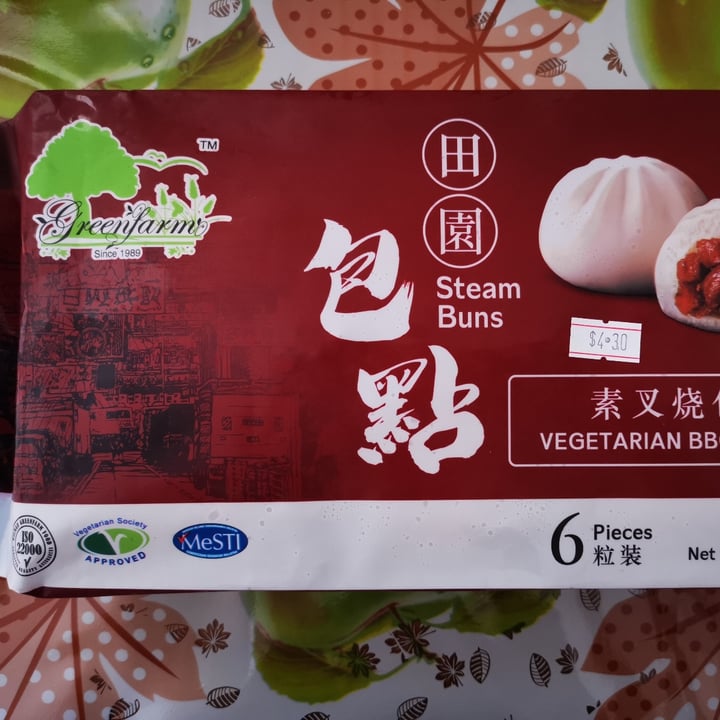 Greenfarm
TM
Since 1989
田
園
包
點
Steam
Buns
$4.30
素叉烧
VEGETARIAN BB
ISO
22000
Vegetarian Society
APPROVED
MeSTI
6
Pieces
粒装
Net